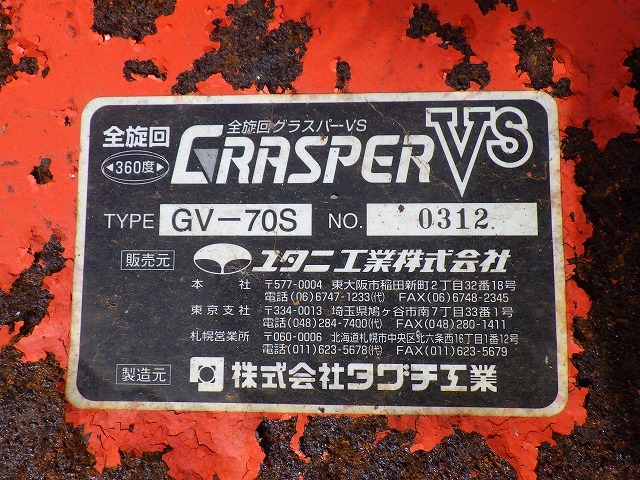 全旋回 グラスパーVS
全旋回
◀360度▶
GRASPER VS
TYPE GV-70S NO. 0312
販売元 ユタニ工業株式会社
本社 〒577-0004 東大阪市稲田新町2丁目32番18号
電話(06)6747-1233(代) FAX(06)6748-2345
東京支社 〒334-0013 埼玉県鳩ヶ谷市南7丁目33番1号
電話(048)284-7400(代) FAX(048)280-1411
札幌営業所 〒060-0006 北海道札幌市中央区北六条西16丁目1番12号
電話(011)623-5678(代) FAX(011)623-5679
製造元 株式会社タグチ工業